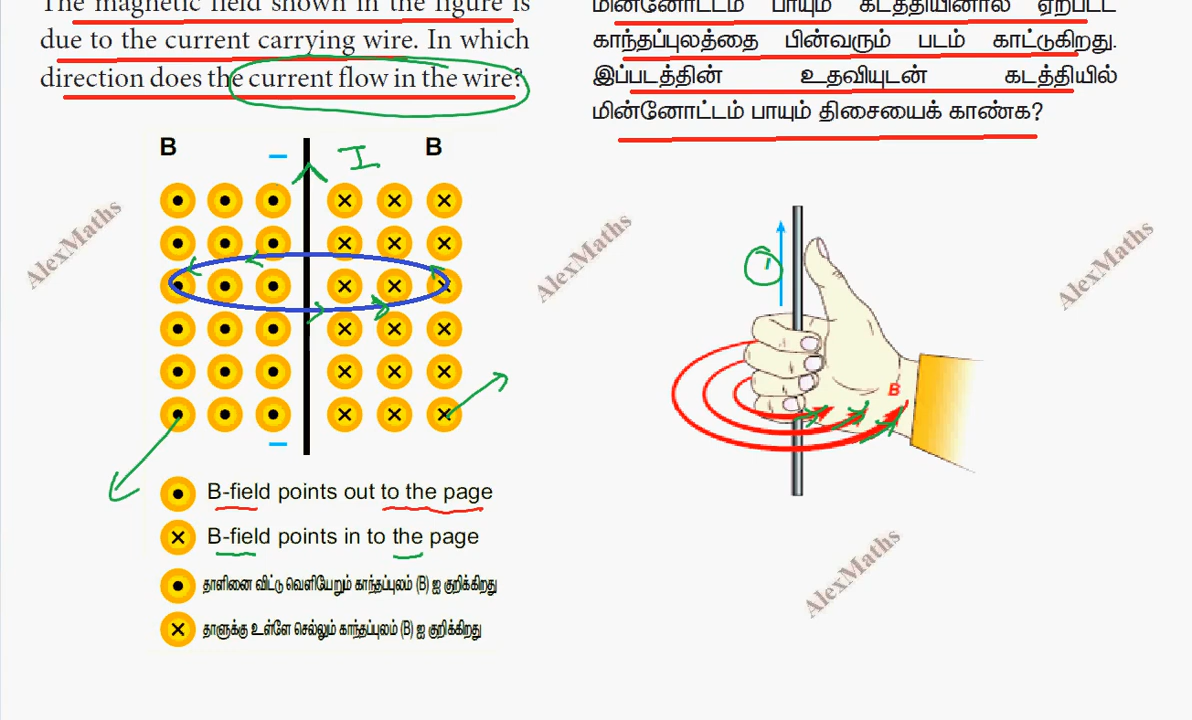 The magnetic field shown in the figure is
due to the current carrying wire. In which
direction does the current flow in the wire?
மின்னோட்டம் பாயும் கடத்தியினால் ஏற்பட்ட
காந்தப்புலத்தை பின்வரும் படம் காட்டுகிறது.
இப்படத்தின் உதவியுடன் கடத்தியில்
மின்னோட்டம் பாயும் திசையைக் காண்க?
B
I
B
B-field points out to the page
B-field points in to the page
தாளினை விட்டு வெளியேறும் காந்தப்புலம் (B) ஐ குறிக்கிறது
தாளுக்கு உள்ளே செல்லும் காந்தப்புலம் (B) ஐ குறிக்கிறது
I
B
AlexMaths
AlexMaths
AlexMaths
AlexMaths